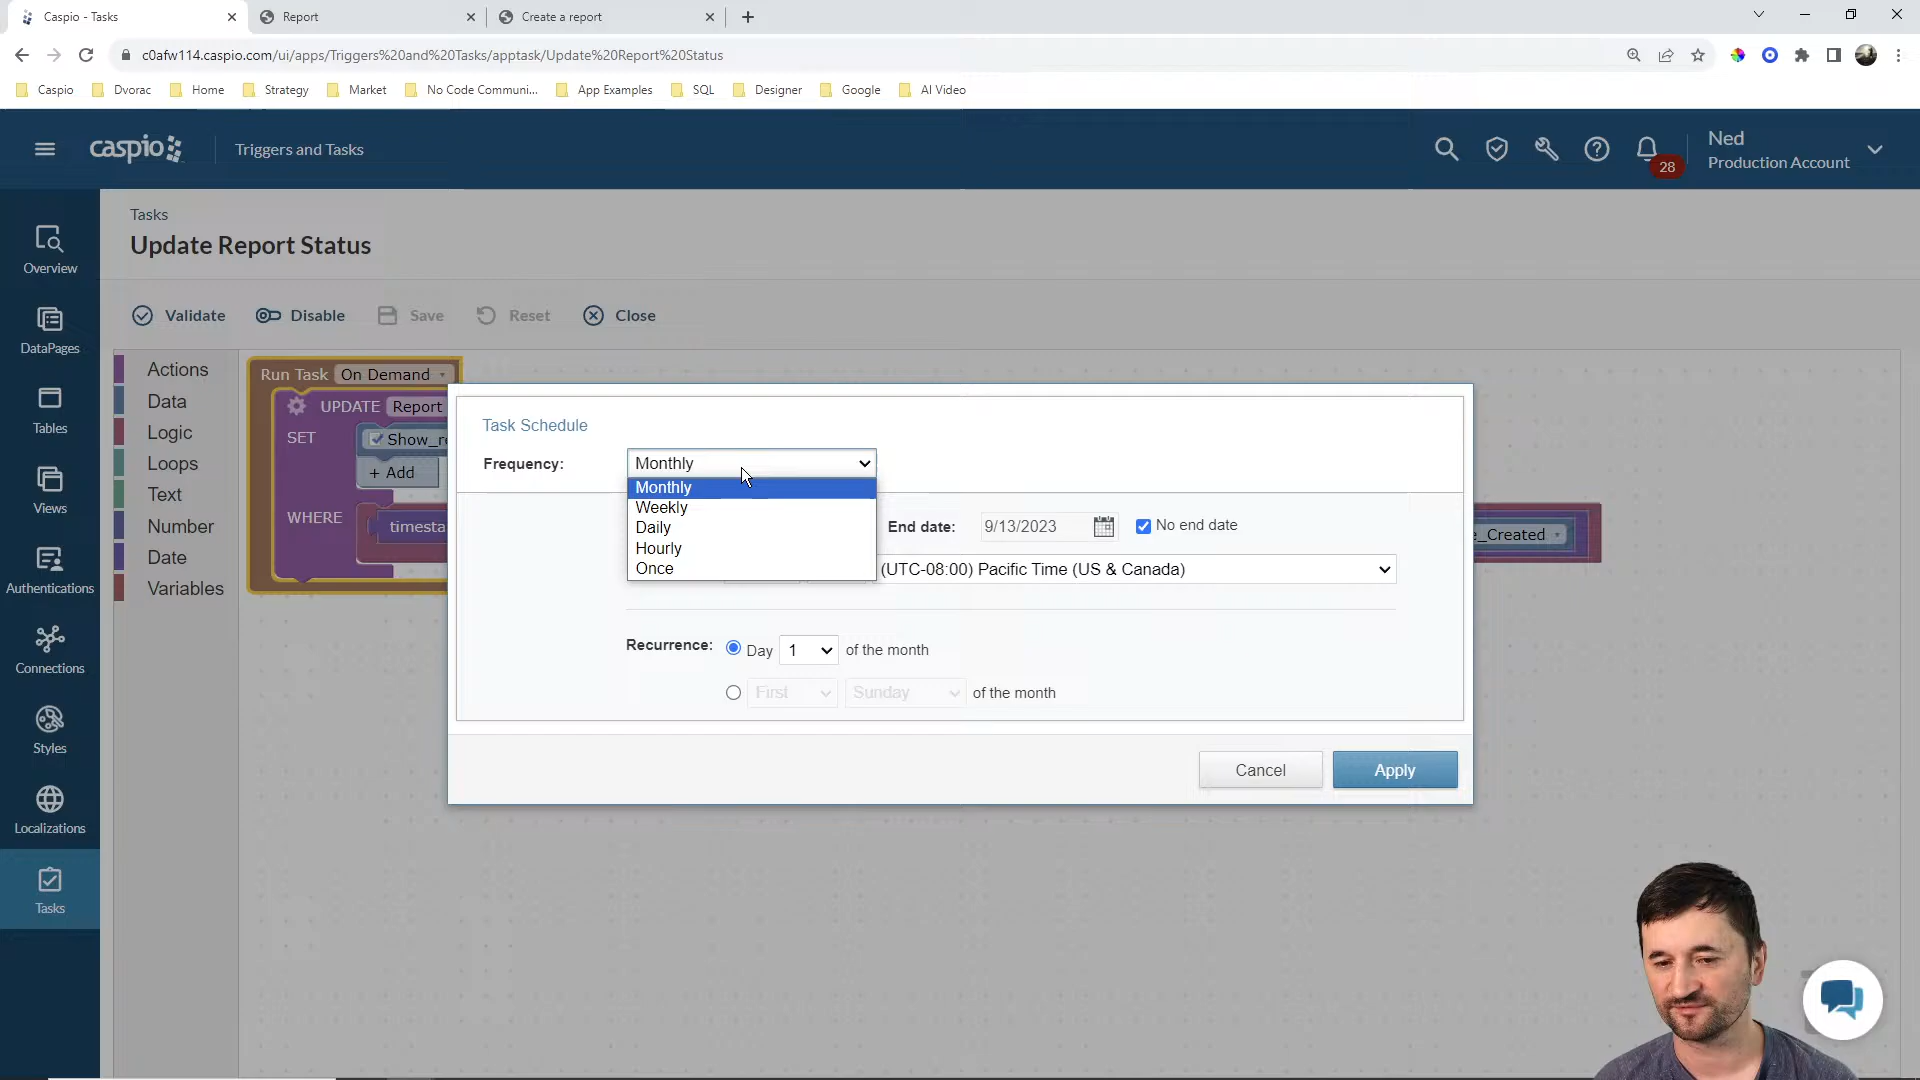 Caspio - Tasks
Report
Create a report
c0afw114.caspio.com/ui/apps/Triggers%20and%20Tasks/apptask/Update%20Report%20Status
Caspio
Dvorac
Home
Strategy
Market
No Code Communi...
App Examples
SQL
Designer
Google
AI Video
caspio
Triggers and Tasks
28
Ned
Production Account
Overview
DataPages
Tables
Views
Authentications
Connections
Styles
Localizations
Tasks
Tasks
Update Report Status
Validate
Disable
Save
Reset
Close
Actions
Data
Logic
Loops
Text
Number
Date
Variables
Run Task On Demand
UPDATE Report
SET
Show_re
+ Add
WHERE
timesta
e_Created
Task Schedule
Frequency:
Monthly
Monthly
Weekly
Daily
Hourly
Once
End date:
9/13/2023
No end date
(UTC-08:00) Pacific Time (US & Canada)
Recurrence:
Day 1 of the month
First Sunday of the month
Cancel
Apply